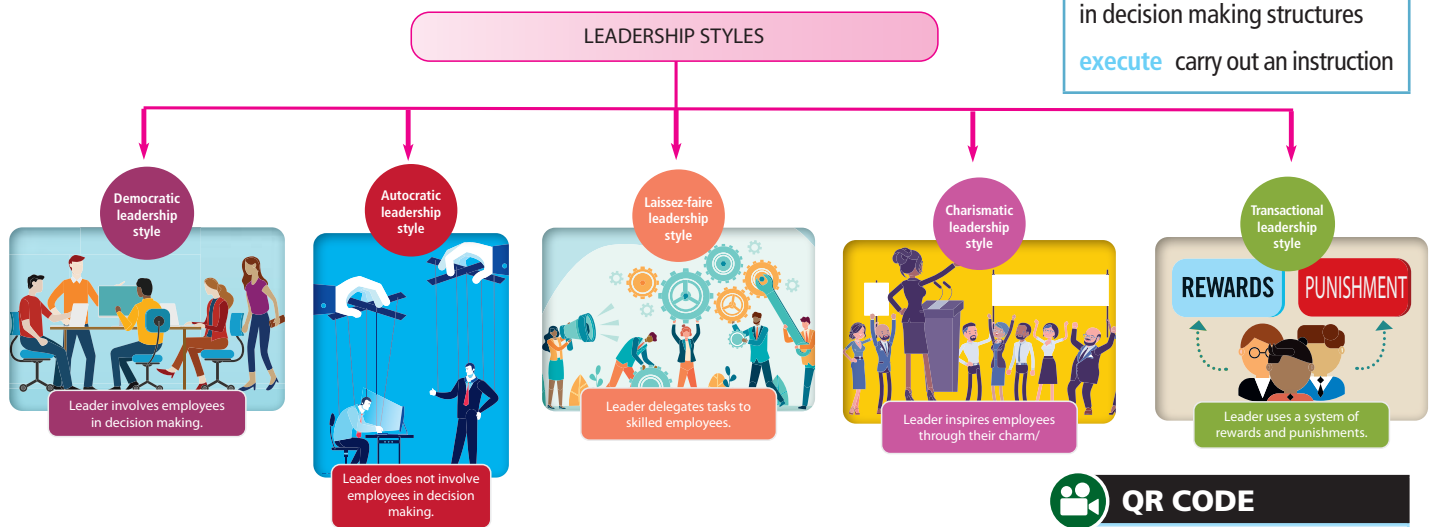 in decision making structures
execute carry out an instruction
LEADERSHIP STYLES
Democratic
leadership
style
Leader involves employees
in decision making.
Autocratic
leadership
style
Leader does not involve
employees in decision
making.
Laissez-faire
leadership
style
Leader delegates tasks to
skilled employees.
Charismatic
leadership
style
Leader inspires employees
through their charm/
Transactional
leadership
style
REWARDS
PUNISHMENT
Leader uses a system of
rewards and punishments.
QR CODE